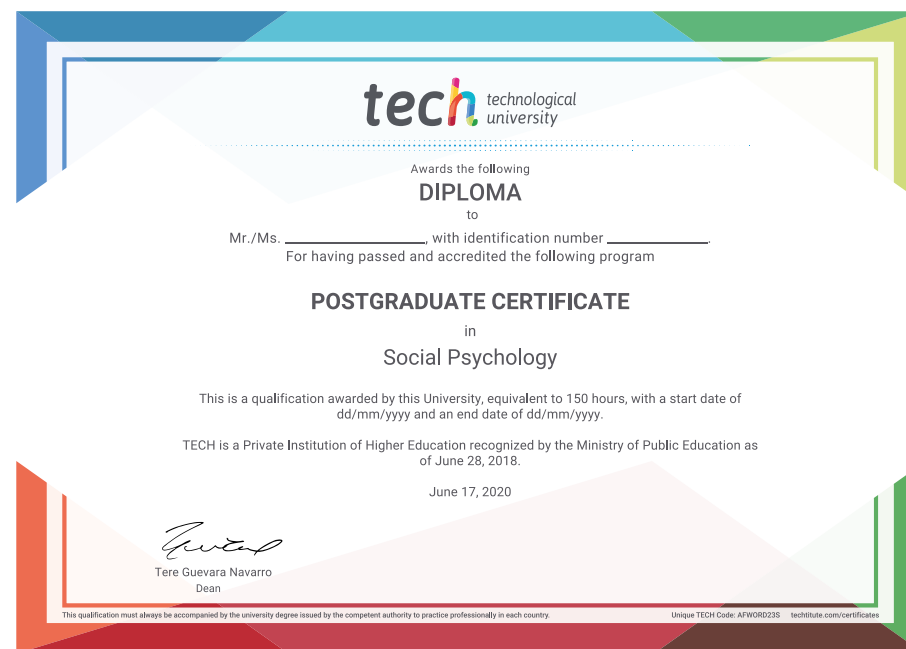 tech technological
university
Awards the following
DIPLOMA
to
Mr./Ms. ____________________, with identification number ______________.
For having passed and accredited the following program
POSTGRADUATE CERTIFICATE
in
Social Psychology
This is a qualification awarded by this University, equivalent to 150 hours, with a start date of
dd/mm/yyyy and an end date of dd/mm/yyyy.
TECH is a Private Institution of Higher Education recognized by the Ministry of Public Education as
of June 28, 2018.
June 17, 2020
Tere Guevara Navarro
Dean
This qualification must always be accompanied by the university degree issued by the competent authority to practice professionally in each country.
Unique TECH Code: AFWORD23S techtitute.com/certificates